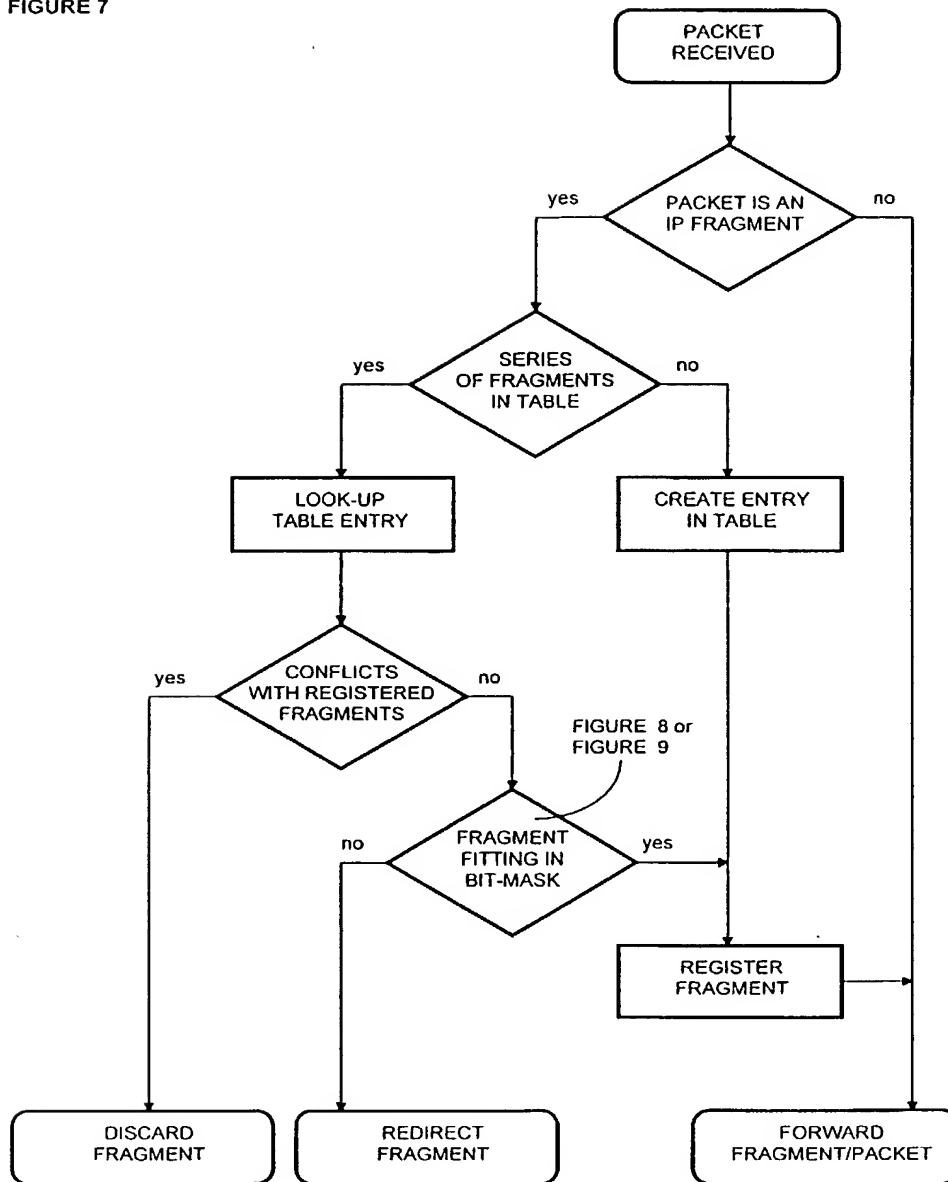 FIGURE 7
PACKET
RECEIVED
yes
PACKET IS AN
IP FRAGMENT
no
yes
SERIES
OF FRAGMENTS
IN TABLE
no
LOOK-UP
TABLE ENTRY
CREATE ENTRY
IN TABLE
yes
CONFLICTS
WITH REGISTERED
FRAGMENTS
no
FIGURE 8 or
FIGURE 9
no
FRAGMENT
FITTING IN
BIT-MASK
yes
REGISTER
FRAGMENT
DISCARD
FRAGMENT
REDIRECT
FRAGMENT
FORWARD
FRAGMENT/PACKET